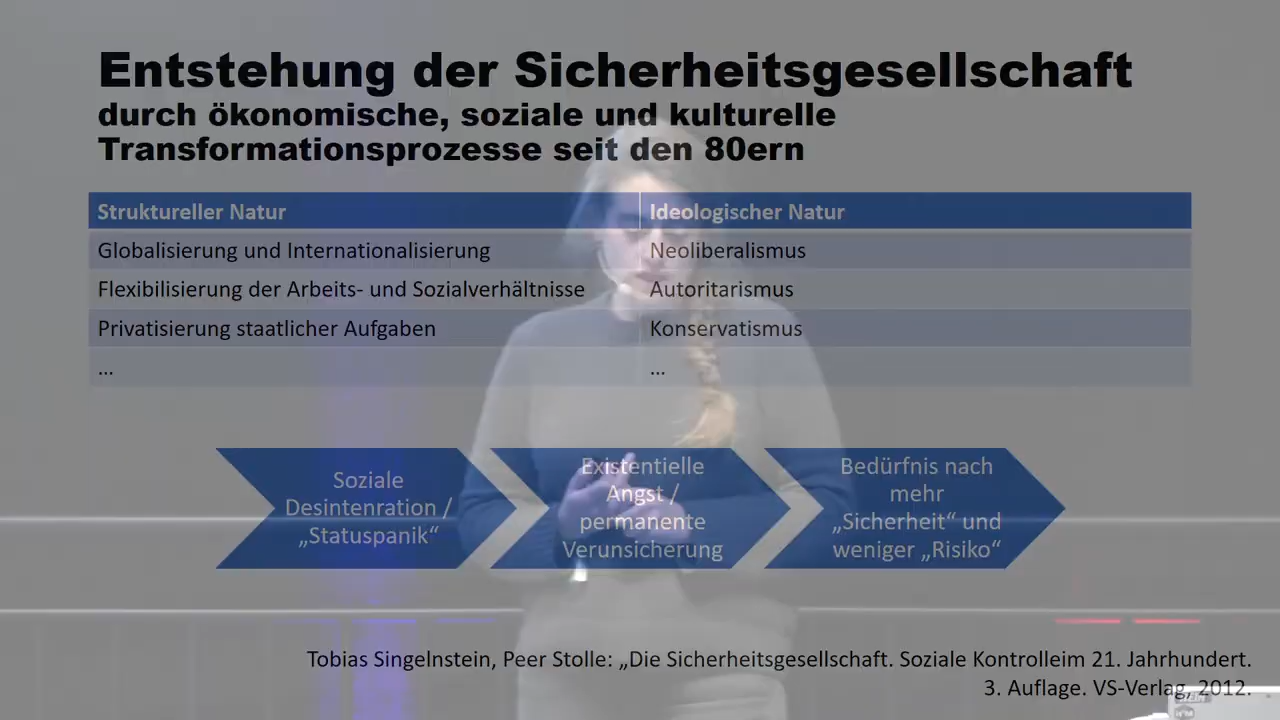 Entstehung der Sicherheitsgesellschaft
durch ökonomische, soziale und kulturelle
Transformationsprozesse seit den 80ern
Struktureller Natur
Ideologischer Natur
Globalisierung und Internationalisierung
Neoliberalismus
Flexibilisierung der Arbeits- und Sozialverhältnisse
Autoritarismus
Privatisierung staatlicher Aufgaben
Konservatismus
...
...
Soziale
Desintenration /
„Statuspanik“
Existentielle
Angst /
permanente
Verunsicherung
Bedürfnis nach
mehr
„Sicherheit“ und
weniger „Risiko“
Tobias Singelnstein, Peer Stolle: „Die Sicherheitsgesellschaft. Soziale Kontrolleim 21. Jahrhundert.
3. Auflage. VS-Verlag, 2012.